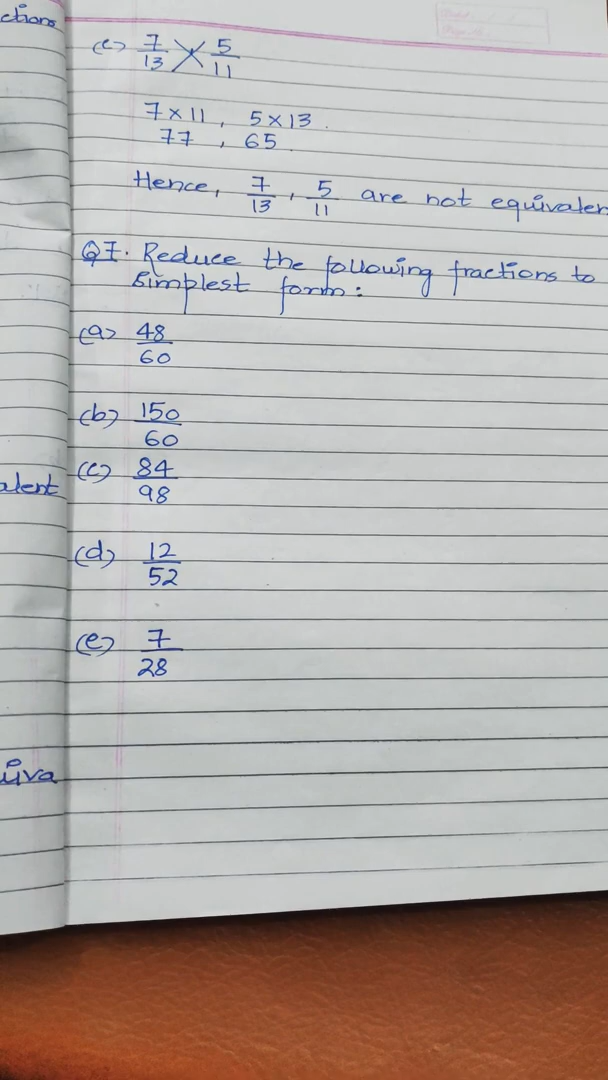 ctions
(c) 7/13 × 5/11
7×11, 5×13.
77, 65.
Hence, 7/13, 5/11 are not equivalen
Q7. Reduce the following fractions to
simplest form:
(a) 48/60
(b) 150/60
(c) 84/98
alent
(d) 12/52
(e) 7/28
uiva